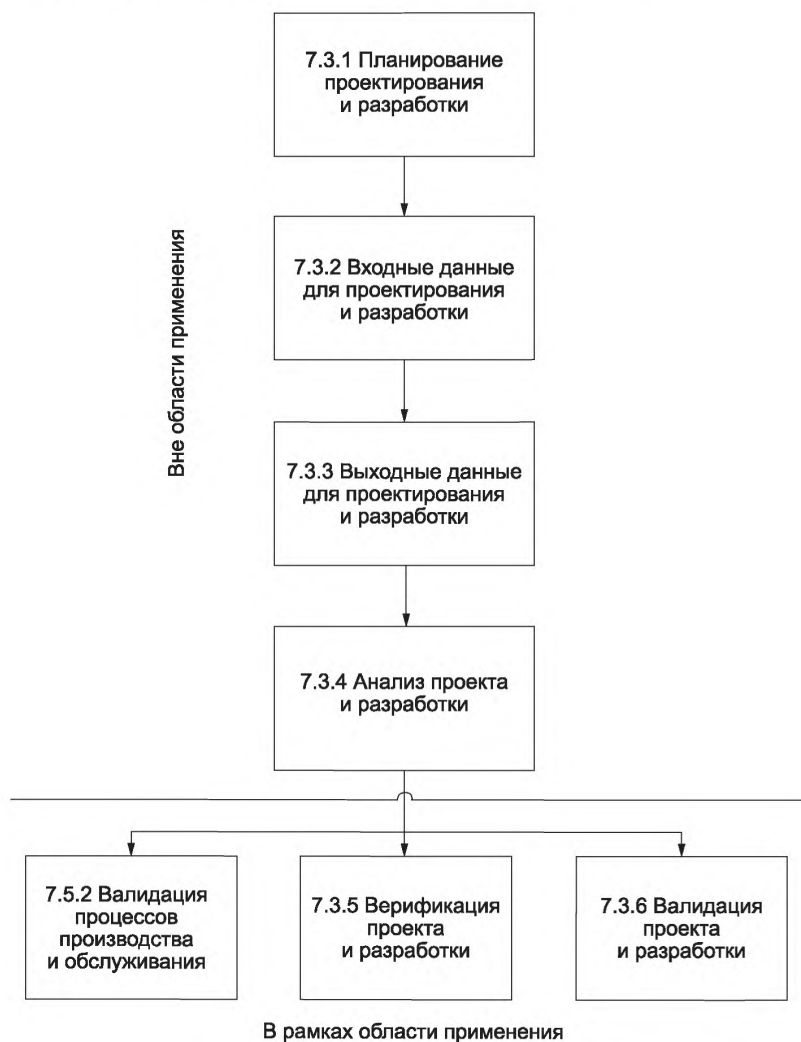 7.3.1 Планирование
проектирования
и разработки
Вне области применения
7.3.2 Входные данные
для проектирования
и разработки
7.3.3 Выходные данные
для проектирования
и разработки
7.3.4 Анализ проекта
и разработки
7.5.2 Валидация
процессов
производства
и обслуживания
7.3.5 Верификация
проекта
и разработки
7.3.6 Валидация
проекта
и разработки
В рамках области применения